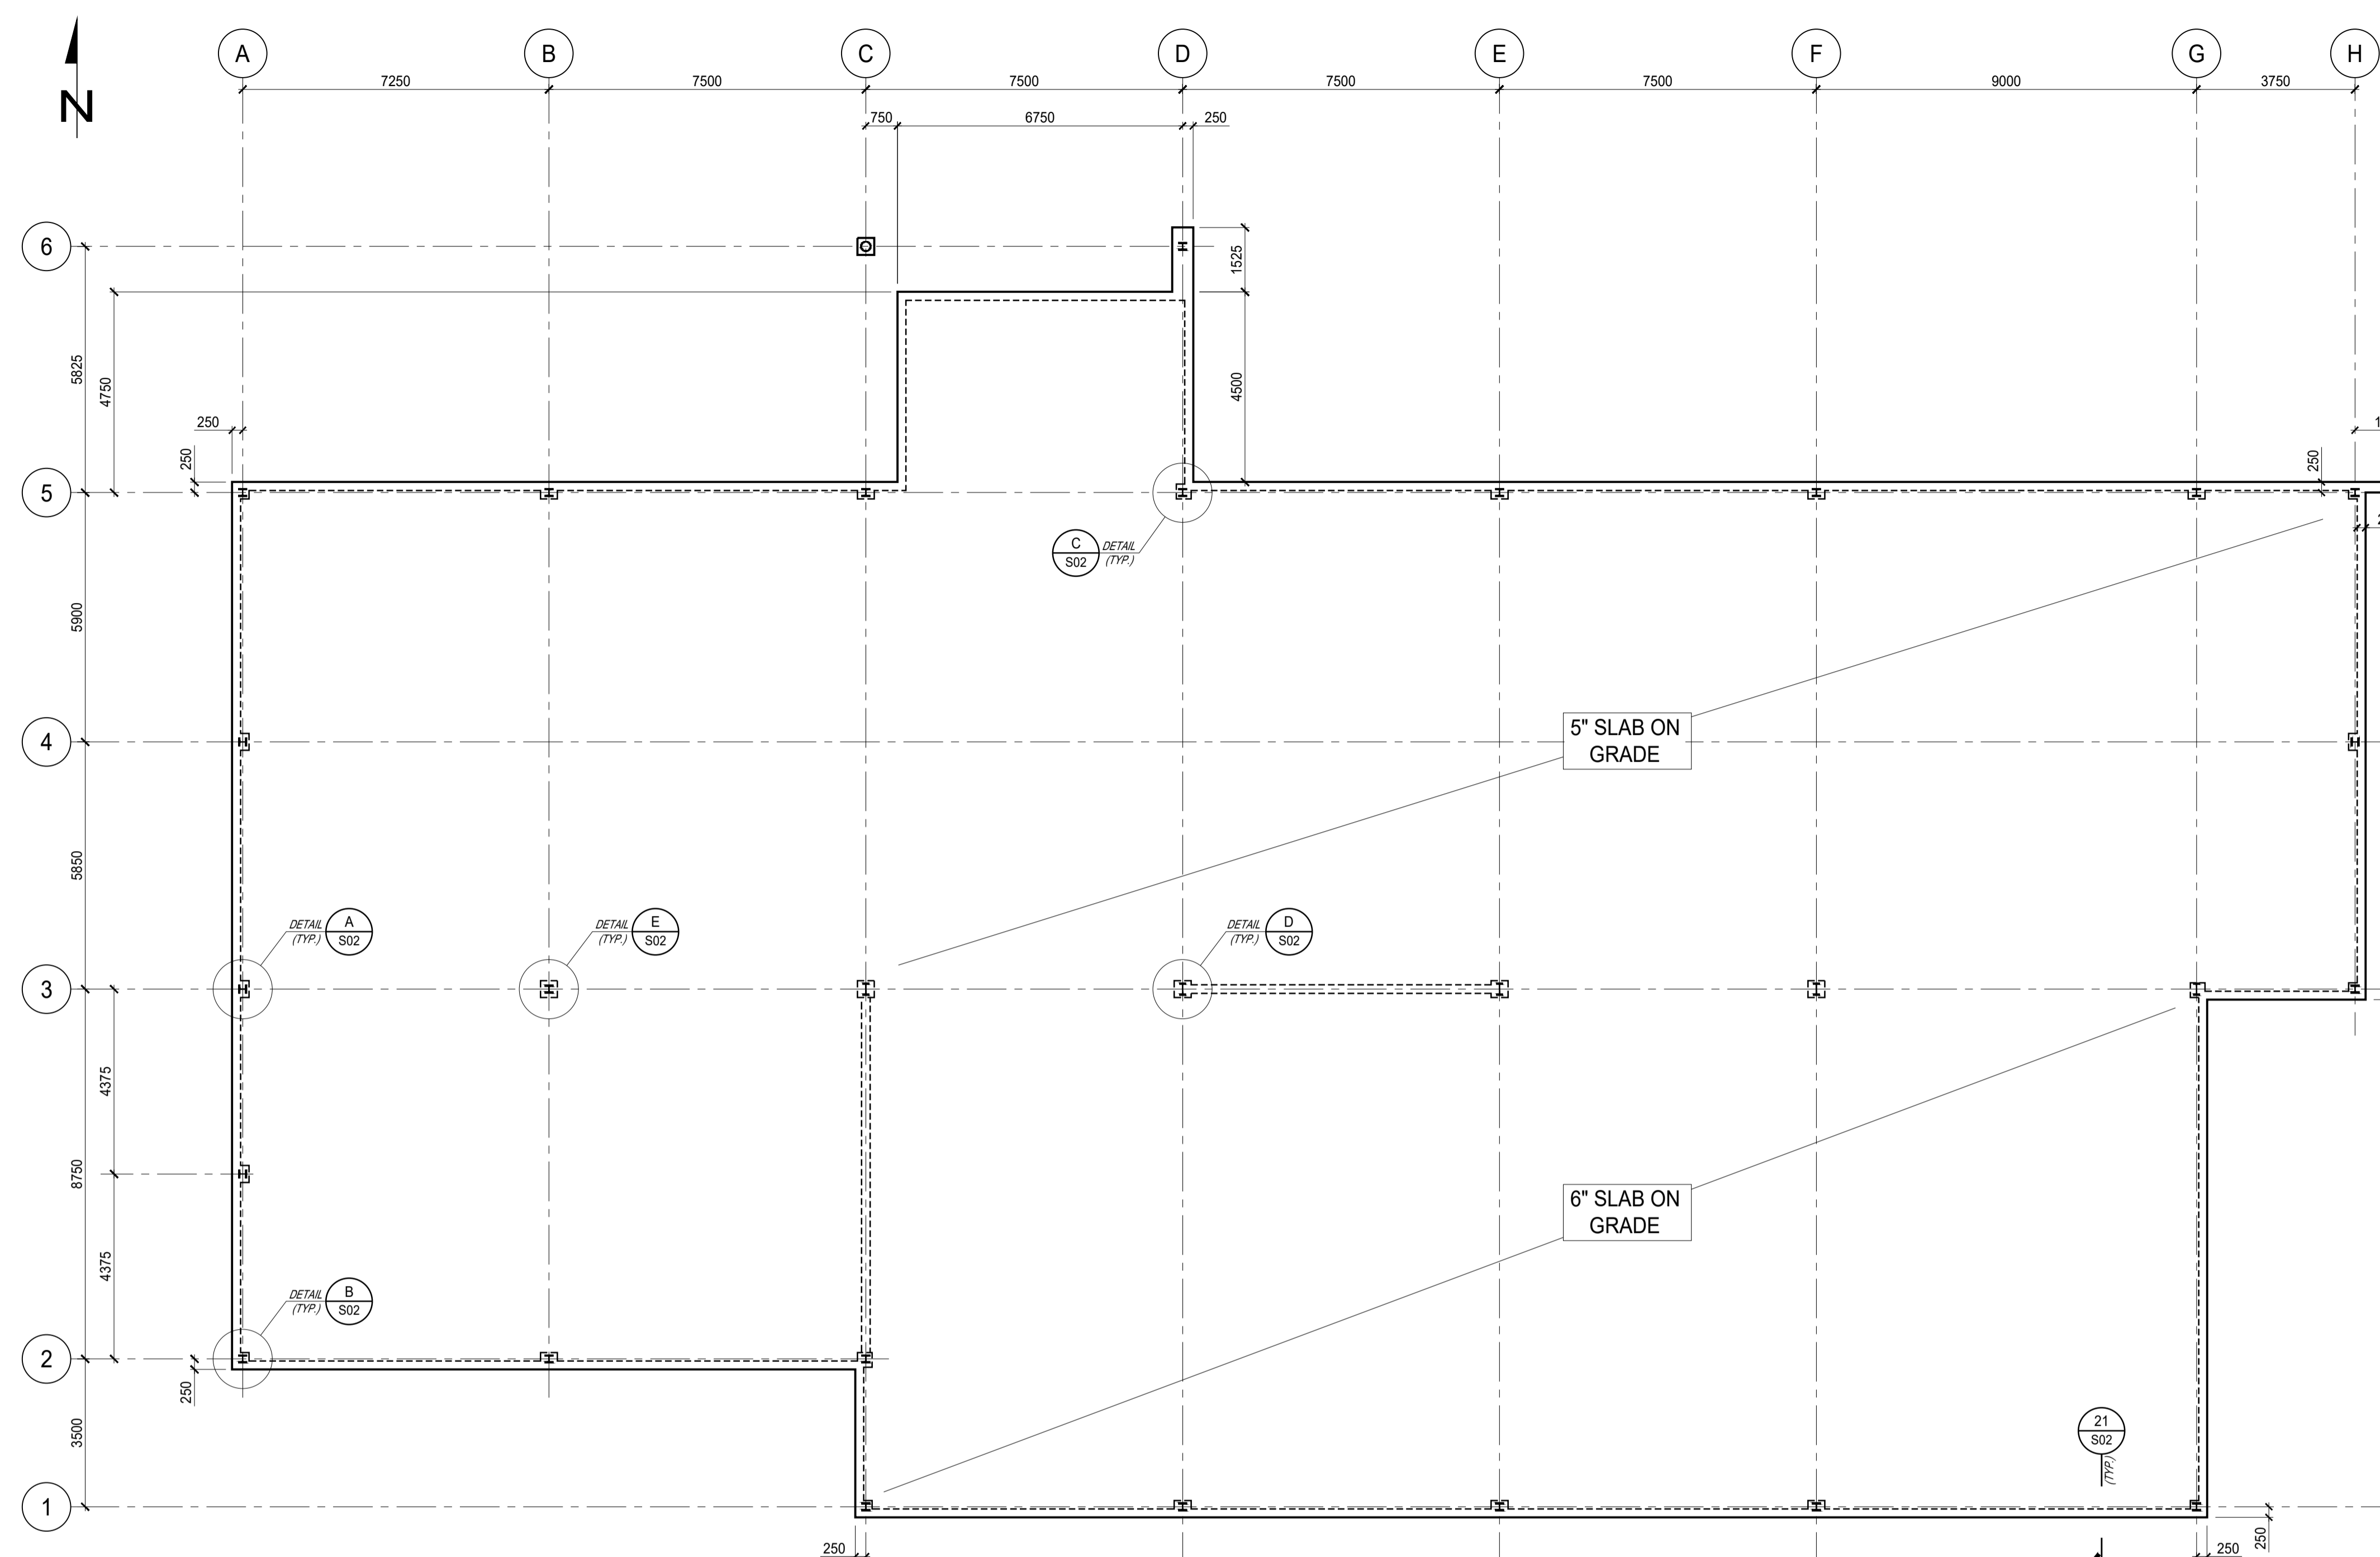 A
B
C
D
E
F
G
H
7250
7500
7500
7500
7500
9000
3750
N
750
6750
250
6
1525
5825
4750
4500
250
250
250
5
C
S02
DETAIL
(TYP.)
5900
4
5" SLAB ON
GRADE
5850
DETAIL
(TYP.)
A
S02
DETAIL
(TYP.)
E
S02
DETAIL
(TYP.)
D
S02
3
4375
8750
6" SLAB ON
GRADE
4375
DETAIL
(TYP.)
B
S02
2
250
3500
21
S02
(TYP.)
1
250
250
250